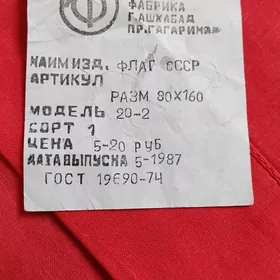 ФАБРИКА
Г.АШХАБАД
ПР.ГАГАРИНА
НАИМ ИЗД. ФЛАГ СССР
АРТИКУЛ
РАЗМ 80Х160
МОДЕЛЬ 20-2
СОРТ 1
ЦЕНА 5-20 РУБ
ДАТА ВЫПУСКА 5-1987
ГОСТ 19690-74